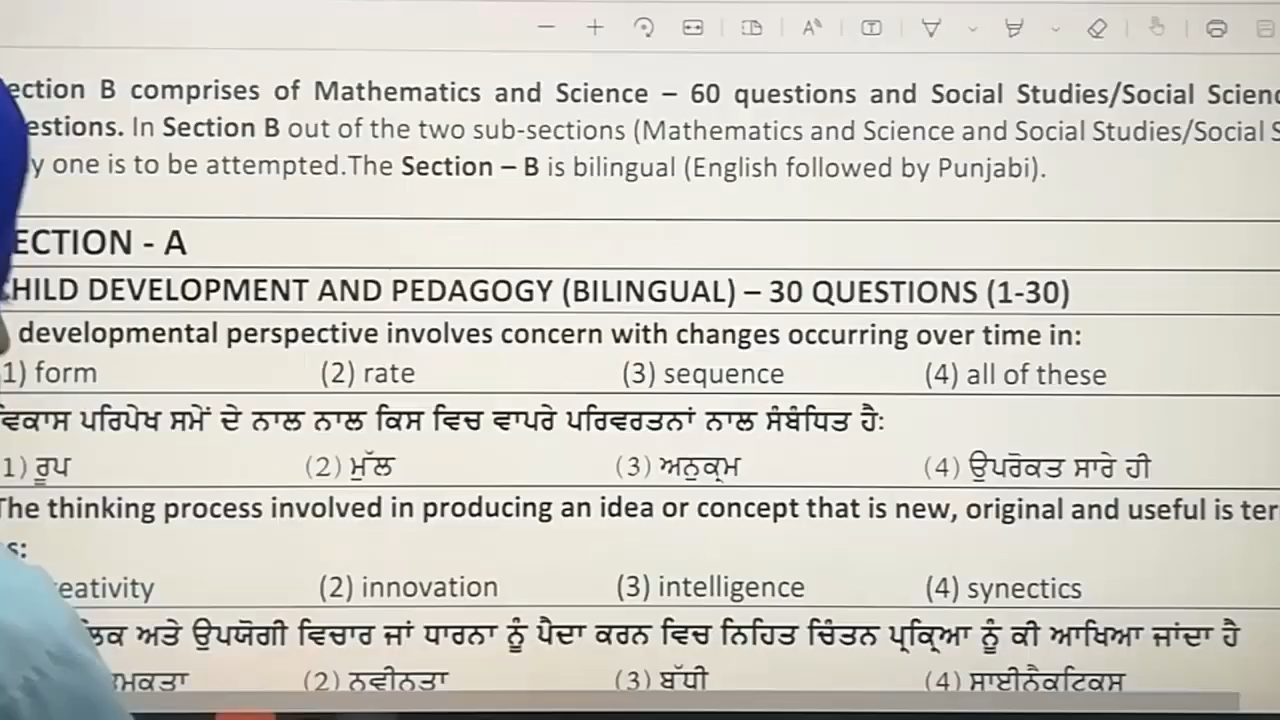 ection B comprises of Mathematics and Science – 60 questions and Social Studies/Social Scienc
estions. In Section B out of the two sub-sections (Mathematics and Science and Social Studies/Social S
y one is to be attempted.The Section – B is bilingual (English followed by Punjabi).
ECTION - A
CHILD DEVELOPMENT AND PEDAGOGY (BILINGUAL) – 30 QUESTIONS (1-30)
developmental perspective involves concern with changes occurring over time in:
1) form (2) rate (3) sequence (4) all of these
ਵਿਕਾਸ ਪਰਿਪੇਖ ਸਮੇਂ ਦੇ ਨਾਲ ਨਾਲ ਕਿਸ ਵਿਚ ਵਾਪਰੇ ਪਰਿਵਰਤਨਾਂ ਨਾਲ ਸੰਬੰਧਿਤ ਹੈ:
1) ਰੂਪ (2) ਮੁੱਲ (3) ਅਨੁਕ੍ਰਮ (4) ਉਪਰੋਕਤ ਸਾਰੇ ਹੀ
The thinking process involved in producing an idea or concept that is new, original and useful is ter
s:
eativity (2) innovation (3) intelligence (4) synectics
ਲਿਕ ਅਤੇ ਉਪਯੋਗੀ ਵਿਚਾਰ ਜਾਂ ਧਾਰਨਾ ਨੂੰ ਪੈਦਾ ਕਰਨ ਵਿਚ ਨਿਹਿਤ ਚਿੰਤਨ ਪ੍ਰਕ੍ਰਿਆ ਨੂੰ ਕੀ ਆਖਿਆ ਜਾਂਦਾ ਹੈ
ਤਮਕਤਾ (2) ਨਵੀਨਤਾ (3) ਬੁੱਧੀ (4) ਸਾਈਨੈਕਟਿਕਸ